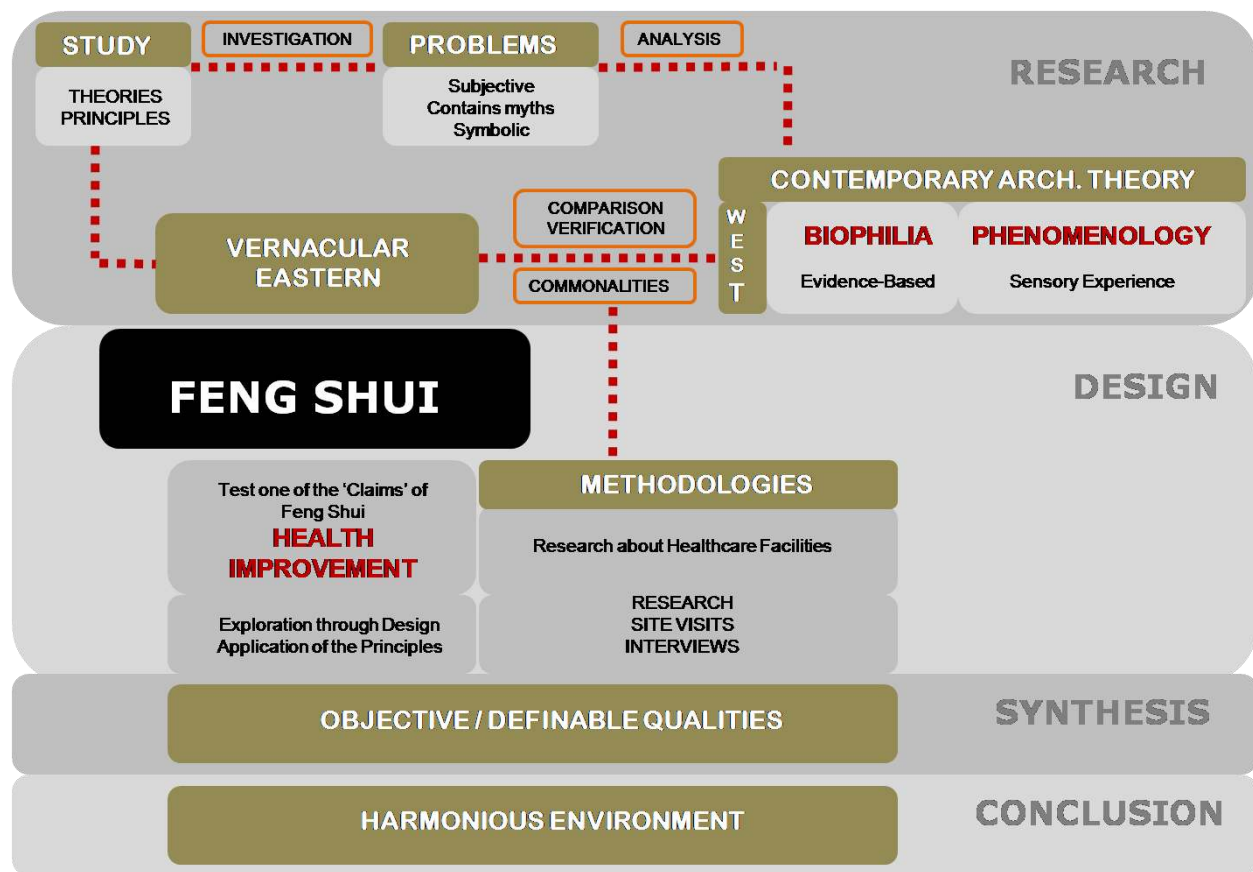 STUDY
INVESTIGATION
PROBLEMS
ANALYSIS
RESEARCH
THEORIES
PRINCIPLES
Subjective
Contains myths
Symbolic
CONTEMPORARY ARCH. THEORY
WEST
BIOPHILIA
Evidence-Based
PHENOMENOLOGY
Sensory Experience
VERNACULAR
EASTERN
COMPARISON
VERIFICATION
COMMONALITIES
FENG SHUI
DESIGN
Test one of the ‘Claims’ of
Feng Shui
HEALTH
IMPROVEMENT
Exploration through Design
Application of the Principles
METHODOLOGIES
Research about Healthcare Facilities
RESEARCH
SITE VISITS
INTERVIEWS
OBJECTIVE / DEFINABLE QUALITIES
SYNTHESIS
HARMONIOUS ENVIRONMENT
CONCLUSION